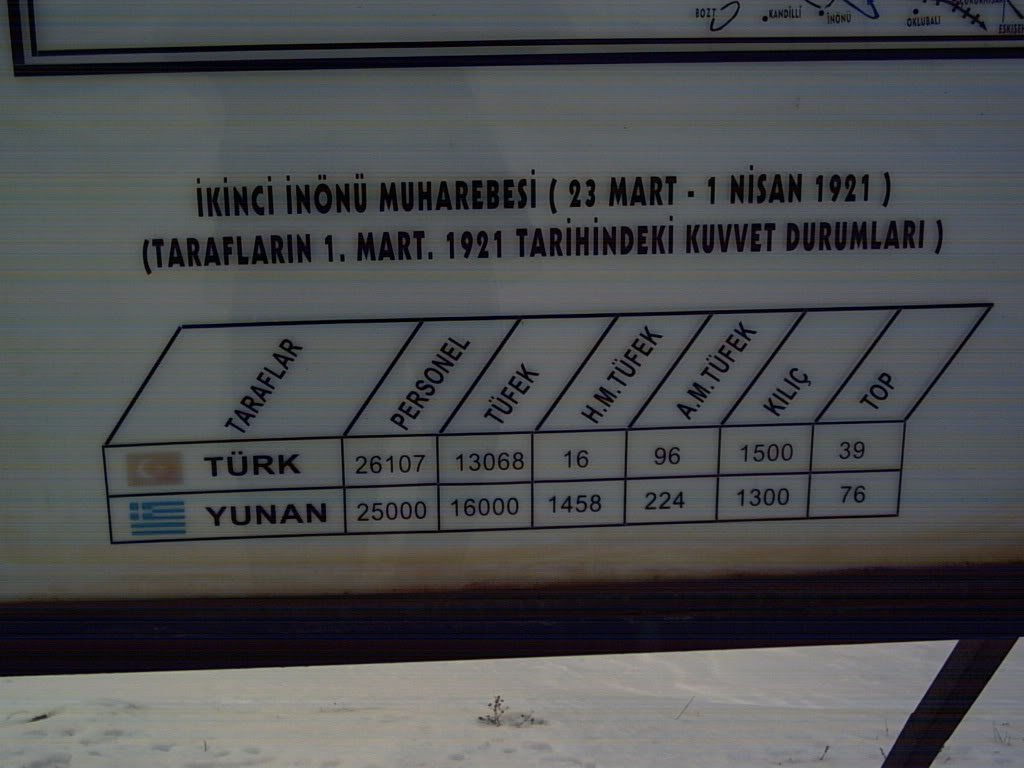 BOZT
KANDİLLİ
İNÖNÜ
OKLUBALI
İKİNCİ İNÖNÜ MUHAREBESİ ( 23 MART - 1 NİSAN 1921 )
(TARAFLARIN 1. MART. 1921 TARİHİNDEKİ KUVVET DURUMLARI )
TARAFLAR PERSONEL TÜFEK H.M.TÜFEK A.M.TÜFEK KILIÇ TOP
TÜRK 26107 13068 16 96 1500 39
YUNAN 25000 16000 1458 224 1300 76